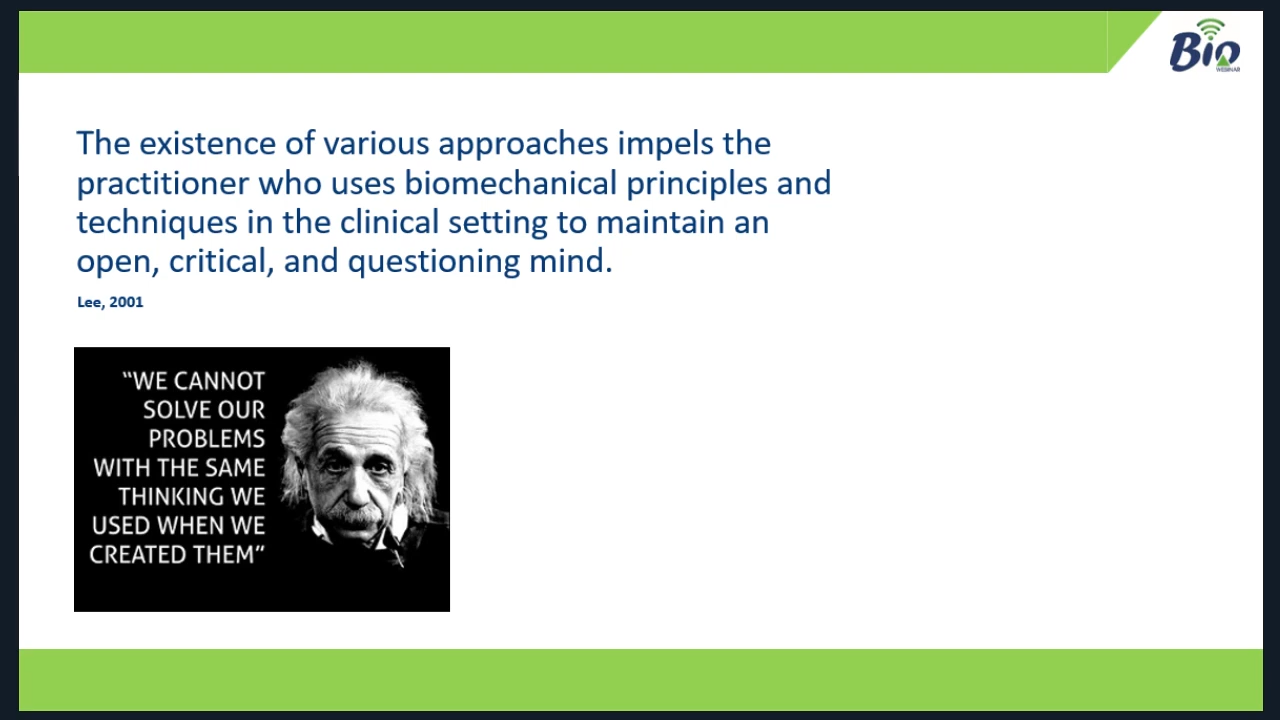 Bio
WEBINAR
The existence of various approaches impels the
practitioner who uses biomechanical principles and
techniques in the clinical setting to maintain an
open, critical, and questioning mind.
Lee, 2001
“WE CANNOT
SOLVE OUR
PROBLEMS
WITH THE SAME
THINKING WE
USED WHEN WE
CREATED THEM”